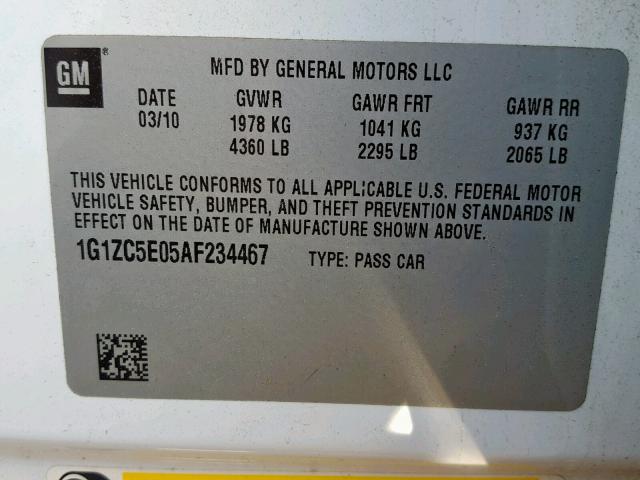 GM®
MFD BY GENERAL MOTORS LLC
DATE GVWR GAWR FRT GAWR RR
03/10 1978 KG 1041 KG 937 KG
4360 LB 2295 LB 2065 LB
THIS VEHICLE CONFORMS TO ALL APPLICABLE U.S. FEDERAL MOTOR
VEHICLE SAFETY, BUMPER, AND THEFT PREVENTION STANDARDS IN
EFFECT ON THE DATE OF MANUFACTURE SHOWN ABOVE.
1G1ZC5E05AF234467 TYPE: PASS CAR